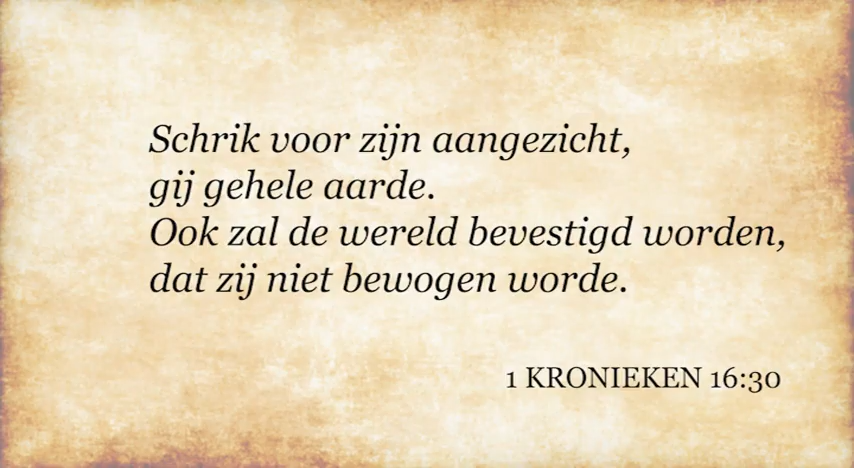 Schrik voor zijn aangezicht,
gij gehele aarde.
Ook zal de wereld bevestigd worden,
dat zij niet bewogen worde.
1 KRONIEKEN 16:30